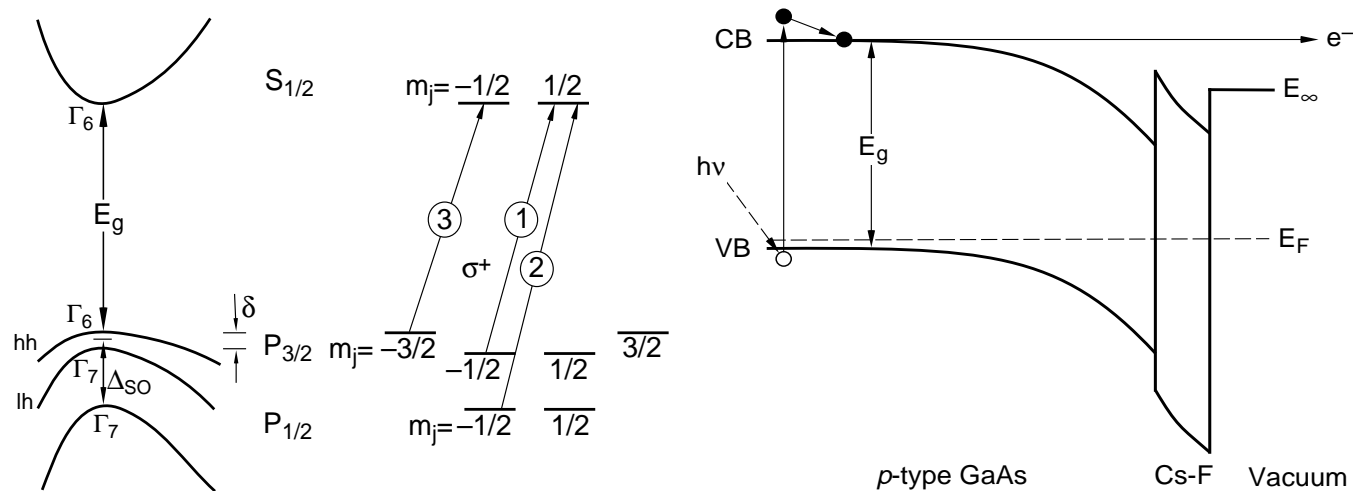 S1/2
mj= −1/2 1/2
Γ6
Eg
3
1
2
σ+
Γ6
δ
hh
P3/2
mj= −3/2
−1/2
1/2
3/2
Γ7
ΔSO
lh
Γ7
P1/2
mj= −1/2
1/2
CB
e−
E∞
Eg
hν
VB
EF
p-type GaAs
Cs-F
Vacuum